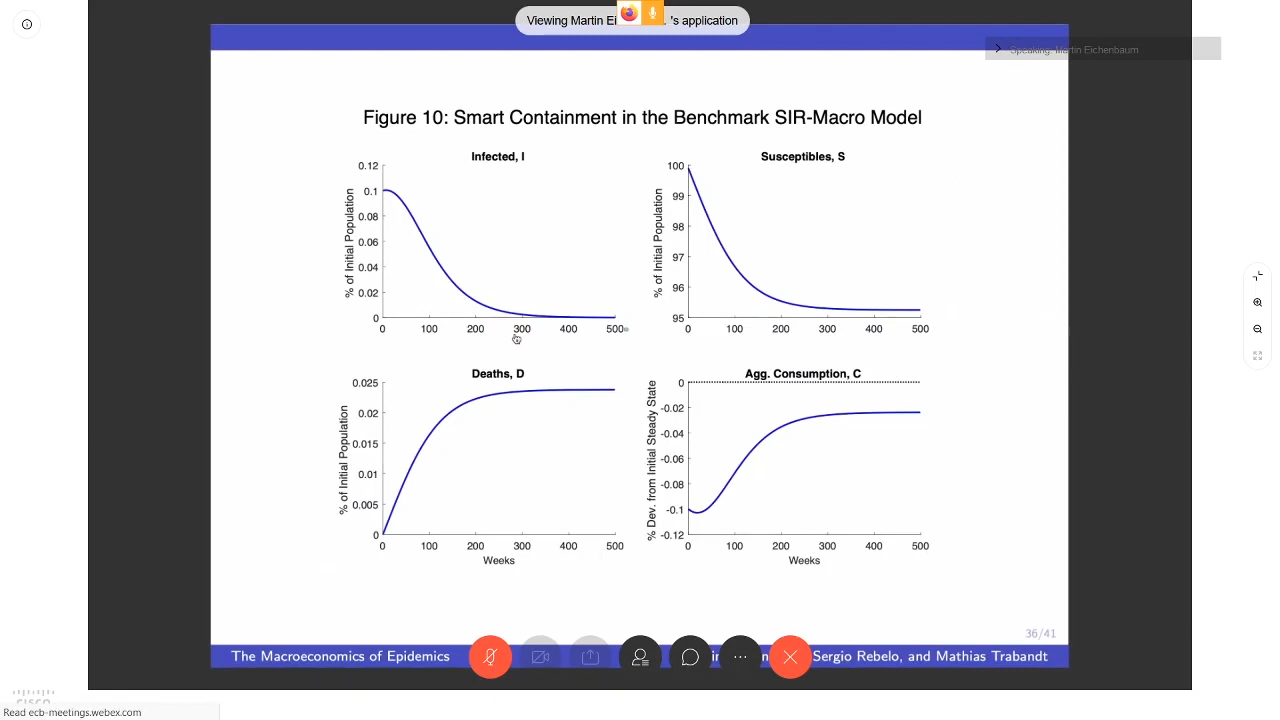 Viewing Martin Ei 's application
Speaking: Martin Eichenbaum
Figure 10: Smart Containment in the Benchmark SIR-Macro Model
Infected, I
% of Initial Population
0.12
0.1
0.08
0.06
0.04
0.02
0
0 100 200 300 400 500
Susceptibles, S
% of Initial Population
100
99
98
97
96
95
0 100 200 300 400 500
Deaths, D
% of Initial Population
0.025
0.02
0.015
0.01
0.005
0
0 100 200 300 400 500
Weeks
Agg. Consumption, C
% Dev. from Initial Steady State
0
-0.02
-0.04
-0.06
-0.08
-0.1
-0.12
0 100 200 300 400 500
Weeks
36/41
The Macroeconomics of Epidemics
Sergio Rebelo, and Mathias Trabandt
CISCO
Read ecb-meetings.webex.com